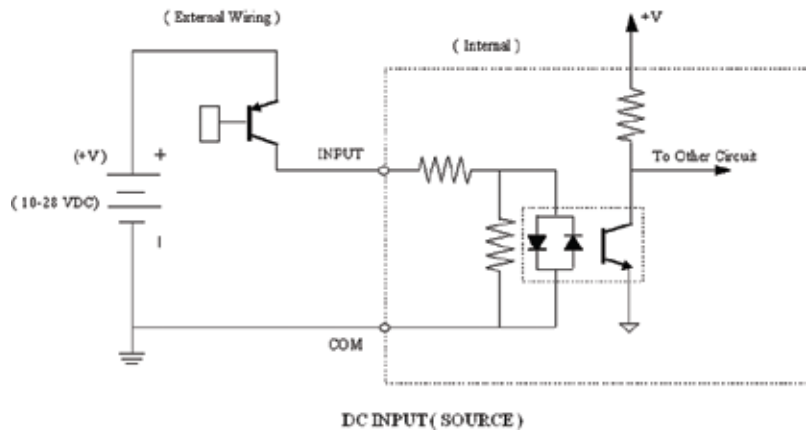 ( External Wiring )
+V
( Internal )
(+V)
+
INPUT
To Other Circuit
( 10-28 VDC)
COM
DC INPUT ( SOURCE )